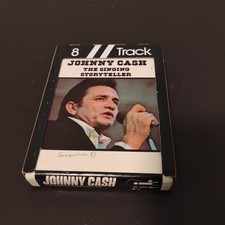 8 Track
JOHNNY CASH
THE SINGING
STORYTELLER
JOHNNY CASH